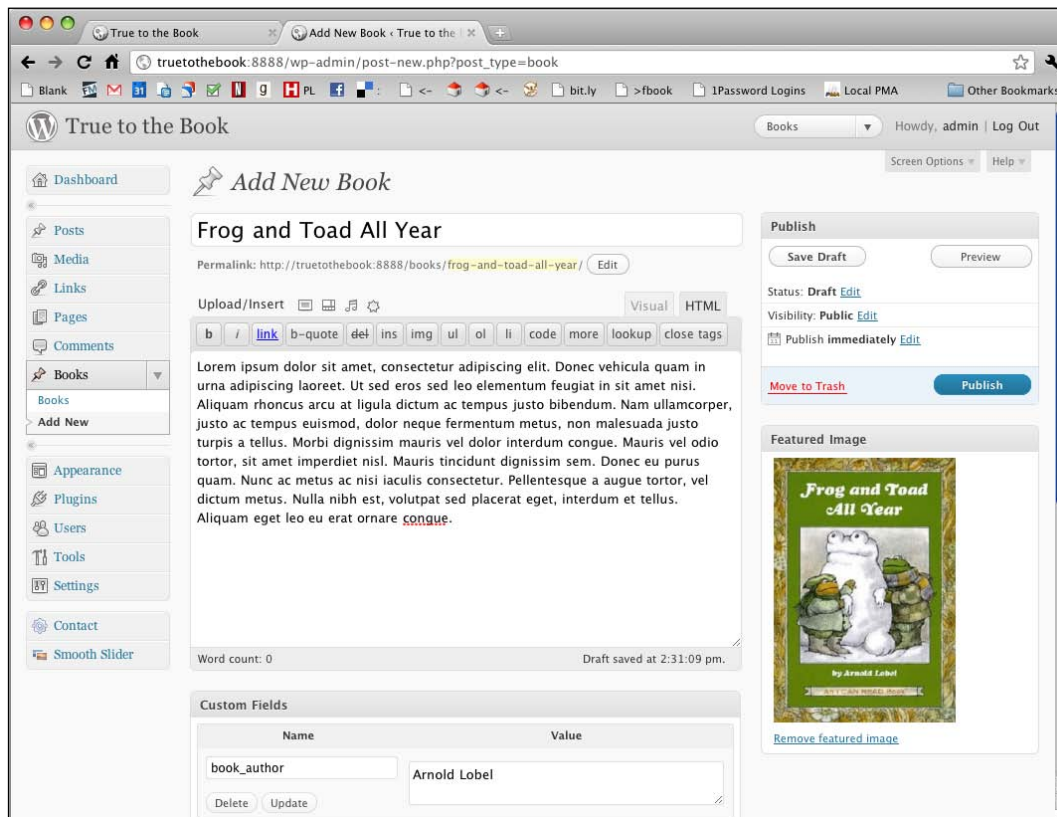 True to the Book
Add New Book ‹ True to the
truetothebook:8888/wp-admin/post-new.php?post_type=book
Blank 31 N g H PL : <- <- bit.ly >fbook 1Password Logins Local PMA Other Bookmarks
True to the Book
Books
Howdy, admin | Log Out
Screen Options Help
Dashboard
Posts
Media
Links
Pages
Comments
Books
Books
Add New
Appearance
Plugins
Users
Tools
Settings
Contact
Smooth Slider
Add New Book
Frog and Toad All Year
Permalink: http://truetothebook:8888/books/frog-and-toad-all-year/ Edit
Upload/Insert
Visual HTML
b i link b-quote del ins img ul ol li code more lookup close tags
Lorem ipsum dolor sit amet, consectetur adipiscing elit. Donec vehicula quam in
urna adipiscing laoreet. Ut sed eros sed leo elementum feugiat in sit amet nisi.
Aliquam rhoncus arcu at ligula dictum ac tempus justo bibendum. Nam ullamcorper,
justo ac tempus euismod, dolor neque fermentum metus, non malesuada justo
turpis a tellus. Morbi dignissim mauris vel dolor interdum congue. Mauris vel odio
tortor, sit amet imperdiet nisl. Mauris tincidunt dignissim sem. Donec eu purus
quam. Nunc ac metus ac nisi iaculis consectetur. Pellentesque a augue tortor, vel
dictum metus. Nulla nibh est, volutpat sed placerat eget, interdum et tellus.
Aliquam eget leo eu erat ornare congue.
Word count: 0
Draft saved at 2:31:09 pm.
Custom Fields
Name Value
book_author
Arnold Lobel
Delete Update
Publish
Save Draft Preview
Status: Draft Edit
Visibility: Public Edit
Publish immediately Edit
Move to Trash Publish
Featured Image
Frog and Toad
All Year
by Arnold Lobel
AN I CAN READ BOOK
Remove featured image